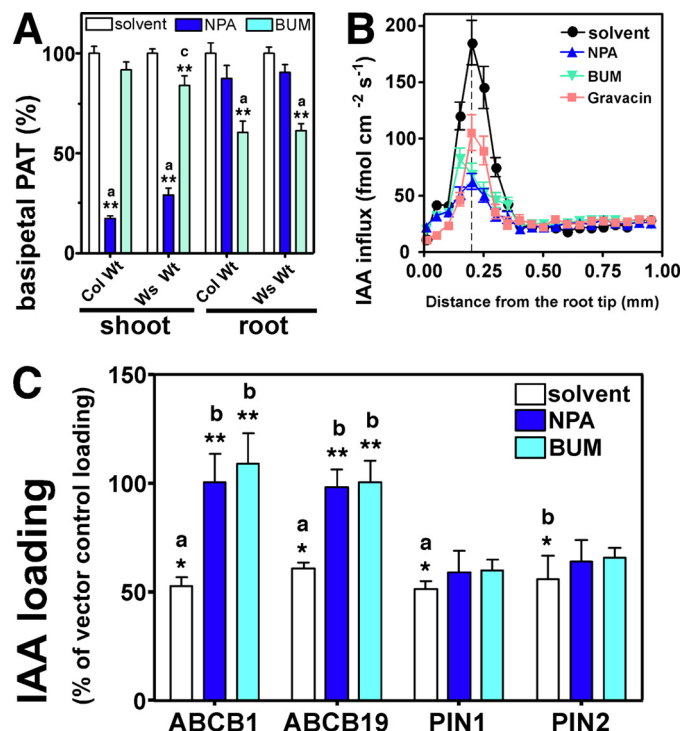 A
solvent NPA BUM
basipetal PAT (%)
100
50
0
a
**
c
**
a
**
a
**
a
**
Col Wt Ws Wt Col Wt Ws Wt
shoot root
B
IAA influx (fmol cm⁻² s⁻¹)
200
150
100
50
0
solvent
NPA
BUM
Gravacin
0.00 0.25 0.50 0.75 1.00
Distance from the root tip (mm)
C
IAA loading
(% of vector control loading)
150
100
50
0
solvent
NPA
BUM
a b b a b b a b
* ** ** * ** ** * *
ABCB1 ABCB19 PIN1 PIN2